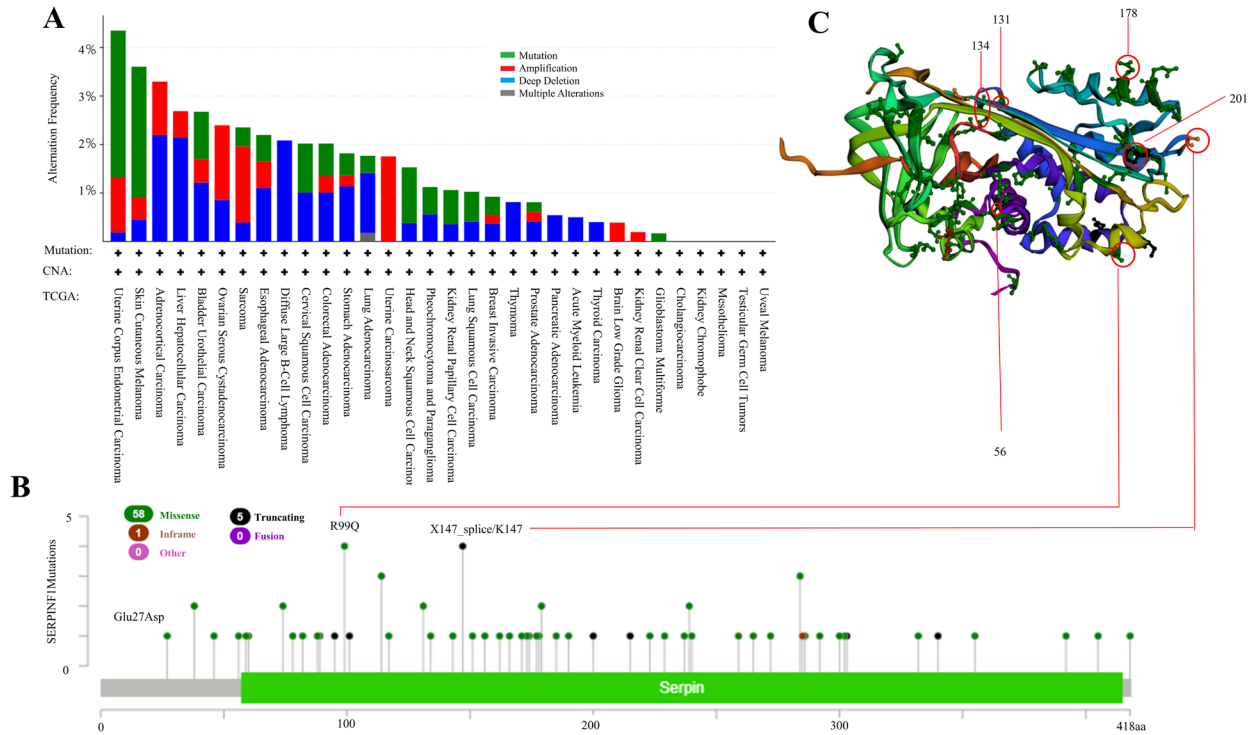 A
Alternation Frequency
4%
3%
2%
1%
Mutation
Amplification
Deep Deletion
Multiple Alterations
Mutation: + + + + + + + + + + + + + + + + + + + + + + + + + + + + + + + +
CNA: + + + + + + + + + + + + + + + + + + + + + + + + + + + + + + + +
TCGA:
Uterine Corpus Endometrial Carcinoma
Skin Cutaneous Melanoma
Adrenocortical Carcinoma
Liver Hepatocellular Carcinoma
Bladder Urothelial Carcinoma
Ovarian Serous Cystadenocarcinoma
Sarcoma
Esophageal Adenocarcinoma
Diffuse Large B-Cell Lymphoma
Cervical Squamous Cell Carcinoma
Colorectal Adenocarcinoma
Stomach Adenocarcinoma
Lung Adenocarcinoma
Uterine Carcinosarcoma
Head and Neck Squamous Cell Carcinor
Pheochromocytoma and Paraganglioma
Kidney Renal Papillary Cell Carcinoma
Lung Squamous Cell Carcinoma
Breast Invasive Carcinoma
Thymoma
Prostate Adenocarcinoma
Pancreatic Adenocarcinoma
Acute Myeloid Leukemia
Thyroid Carcinoma
Brain Low Grade Glioma
Kidney Renal Clear Cell Carcinoma
Glioblastoma Multiforme
Cholangiocarcinoma
Kidney Chromophobe
Mesothelioma
Testicular Germ Cell Tumors
Uveal Melanoma
C
131
178
134
201
56
B
58 Missense
1 Inframe
0 Other
5 Truncating
0 Fusion
R99Q
X147_splice/K147
Glu27Asp
SERPINF1Mutations
5
0
Serpin
0 100 200 300 418aa